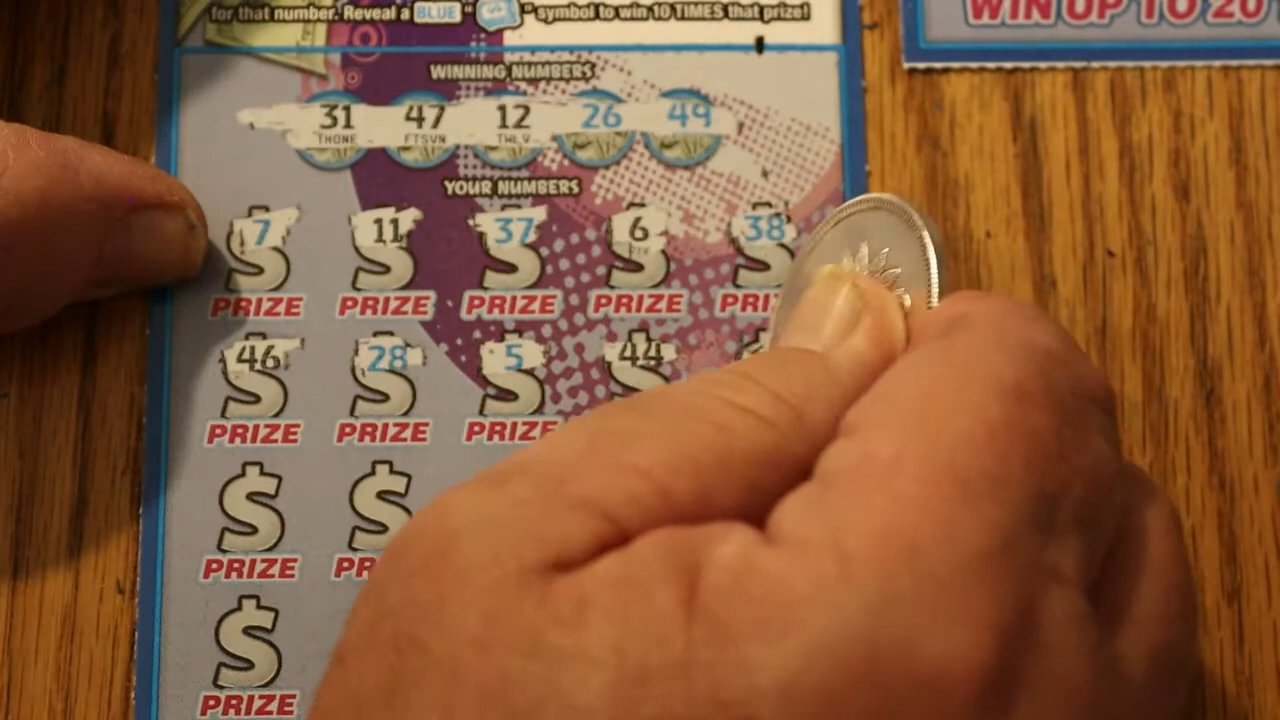 for that number. Reveal a BLUE " " symbol to win 10 TIMES that prize!
WIN UP TO 20
WINNING NUMBERS
31 47 12 26 49
THONE FTSVN TWLV
YOUR NUMBERS
7 11 37 6 38
PRIZE PRIZE PRIZE PRIZE
46 28 5 44
PRIZE PRIZE PRIZE
$ $
PRIZE
$
PRIZE